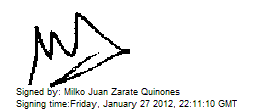 Signed by: Milko Juan Zarate Quinones
Signing time:Friday, January 27 2012, 22:11:10 GMT